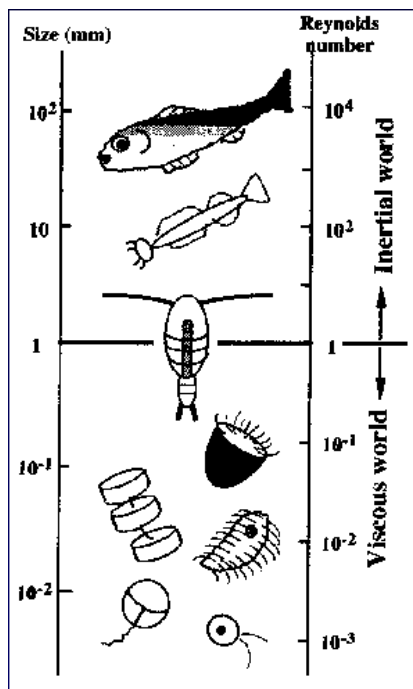 Size (mm)
Reynolds
number
10²
10⁴
10
10²
Inertial world
1
1
10⁻¹
10⁻¹
Viscous world
10⁻²
10⁻²
10⁻³